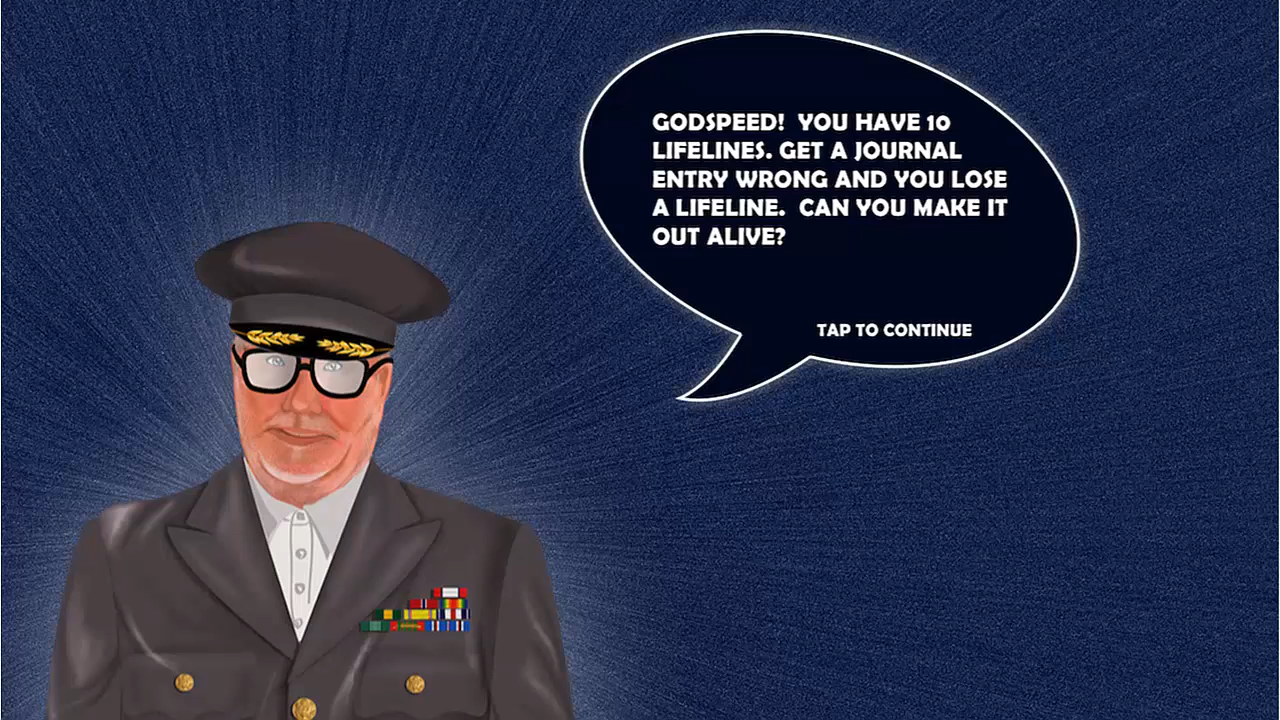 GODSPEED!  YOU HAVE 10
LIFELINES. GET A JOURNAL
ENTRY WRONG AND YOU LOSE
A LIFELINE.  CAN YOU MAKE IT
OUT ALIVE?
TAP TO CONTINUE